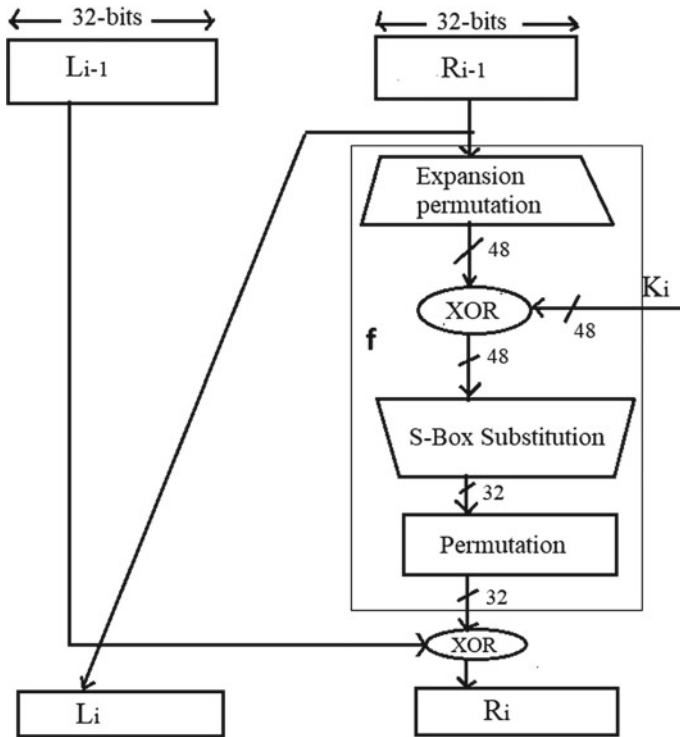 32-bits
32-bits
Li-1
Ri-1
Expansion
permutation
48
Ki
XOR
48
f
48
S-Box Substitution
32
Permutation
32
XOR
Li
Ri